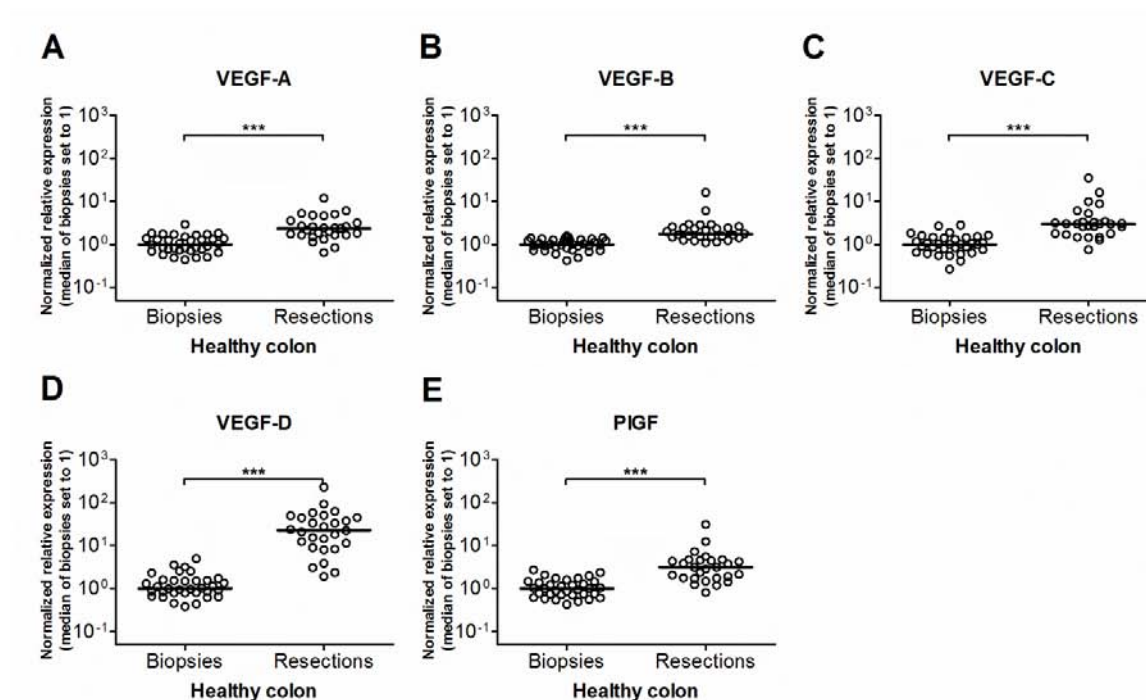 A
VEGF-A
Normalized relative expression
(median of biopsies set to 1)
10³
10²
10¹
10⁰
10⁻¹
***
Biopsies Resections
Healthy colon
B
VEGF-B
Normalized relative expression
(median of biopsies set to 1)
10³
10²
10¹
10⁰
10⁻¹
***
Biopsies Resections
Healthy colon
C
VEGF-C
Normalized relative expression
(median of biopsies set to 1)
10³
10²
10¹
10⁰
10⁻¹
***
Biopsies Resections
Healthy colon
D
VEGF-D
Normalized relative expression
(median of biopsies set to 1)
10³
10²
10¹
10⁰
10⁻¹
***
Biopsies Resections
Healthy colon
E
PlGF
Normalized relative expression
(median of biopsies set to 1)
10³
10²
10¹
10⁰
10⁻¹
***
Biopsies Resections
Healthy colon